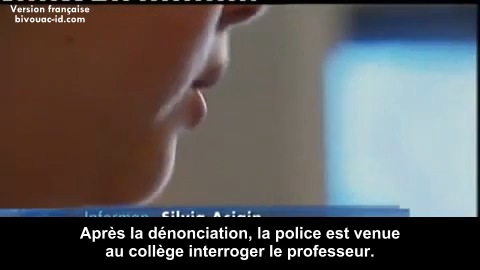 Version française
bivouac-id.com
Informan Silvia Asiain
Après la dénonciation, la police est venue
au collège interroger le professeur.